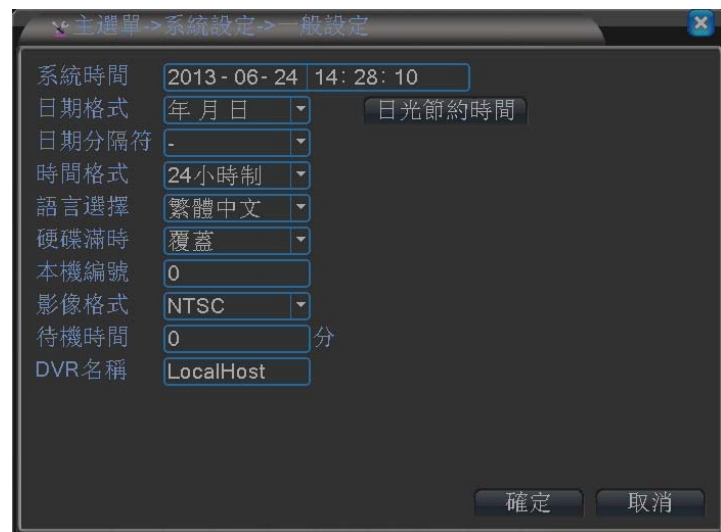 主選單->系統設定->一般設定
系統時間 2013-06-24 14:28:10
日期格式 年月日 日光節約時間
日期分隔符 -
時間格式 24小時制
語言選擇 繁體中文
硬碟滿時 覆蓋
本機編號 0
影像格式 NTSC
待機時間 0 分
DVR名稱 LocalHost
確定 取消